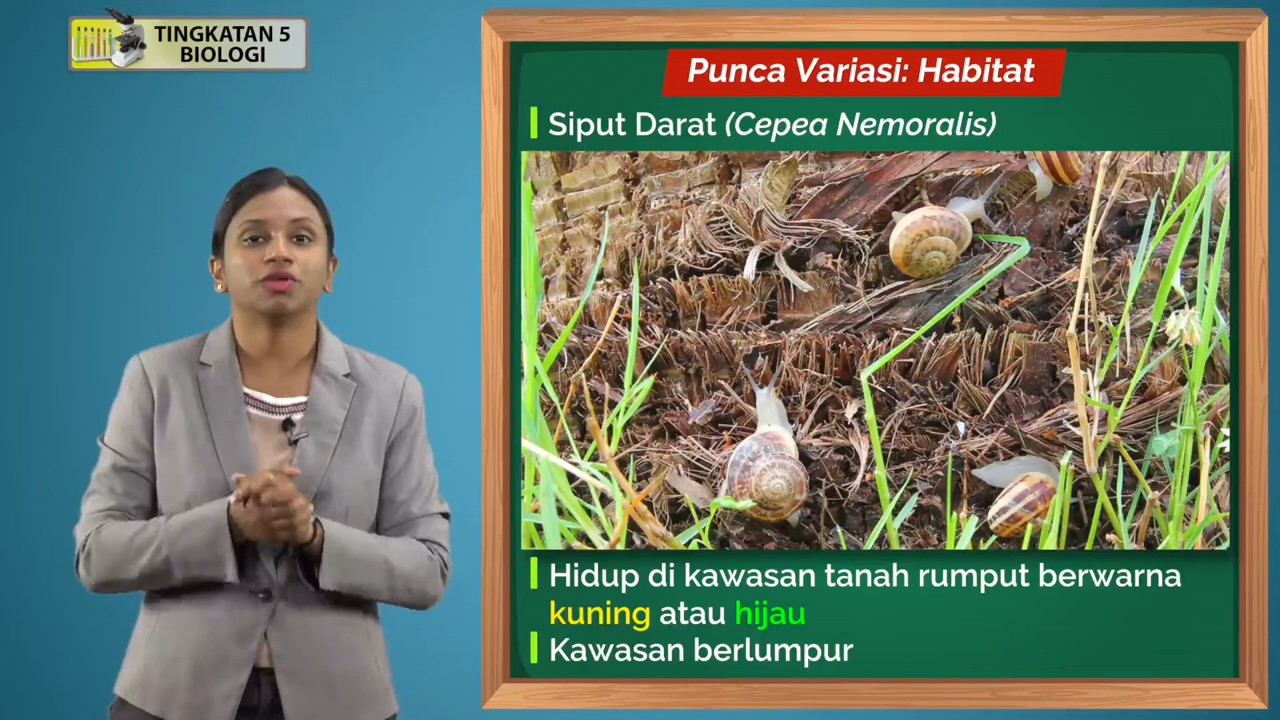 TINGKATAN 5
BIOLOGI
Punca Variasi: Habitat
Siput Darat (Cepea Nemoralis)
Hidup di kawasan tanah rumput berwarna
kuning atau hijau
Kawasan berlumpur